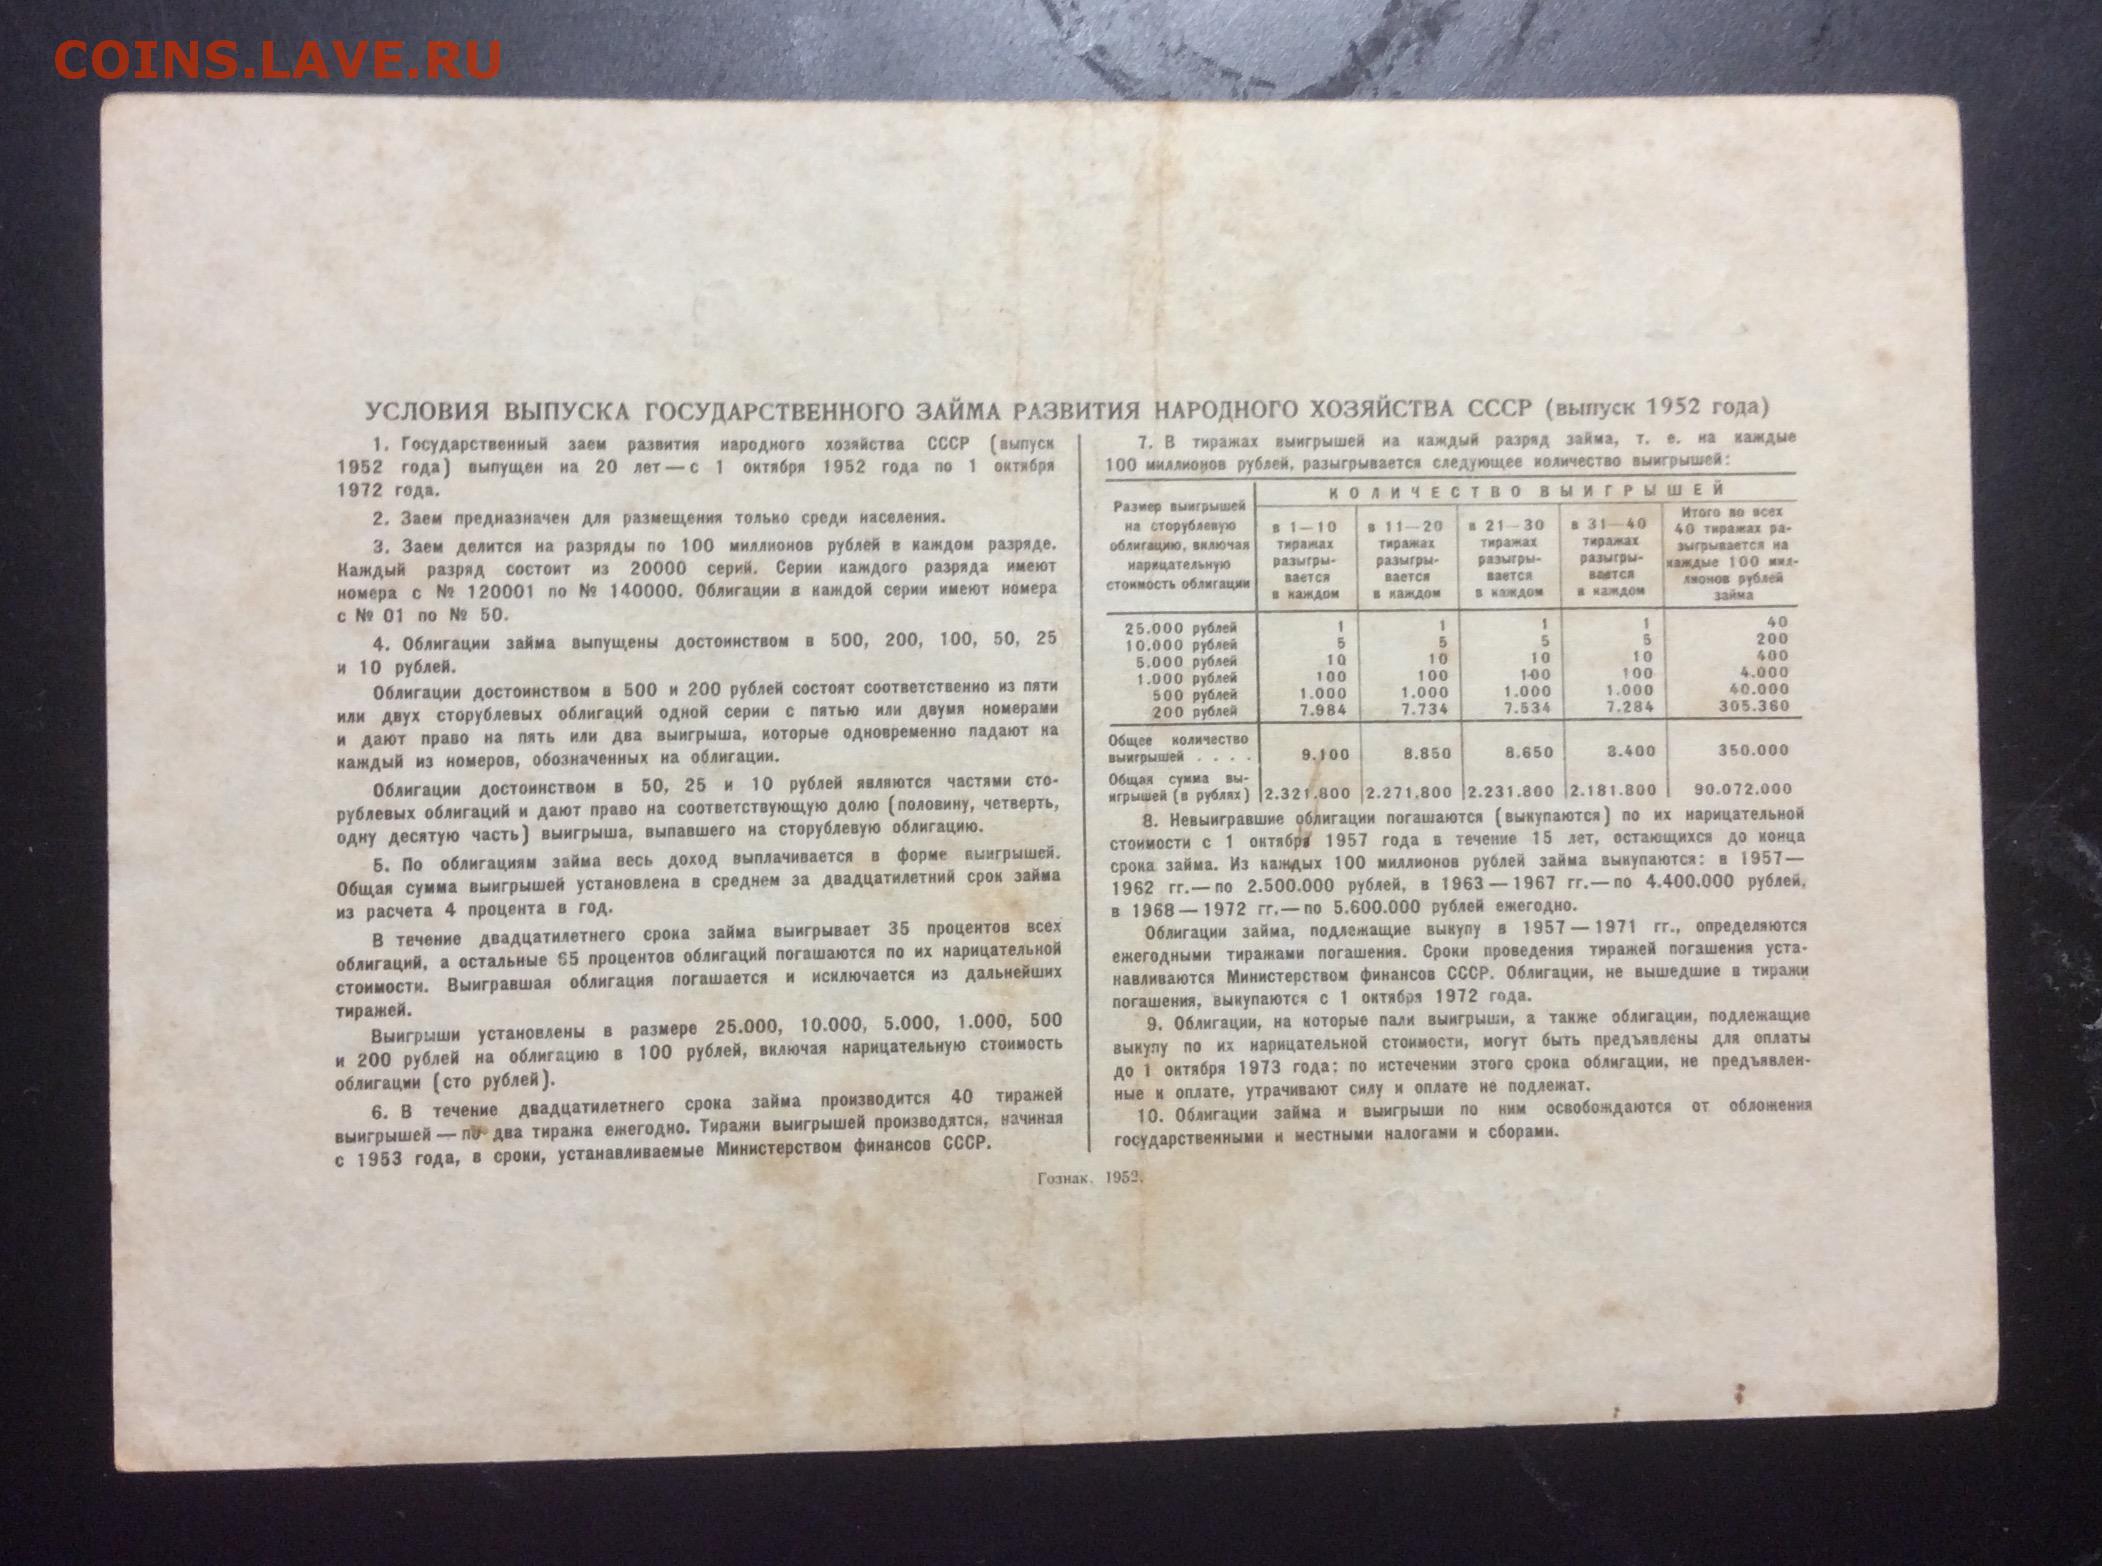 COINS.LAVE.RU
УСЛОВИЯ ВЫПУСКА ГОСУДАРСТВЕННОГО ЗАЙМА РАЗВИТИЯ НАРОДНОГО ХОЗЯЙСТВА СССР (выпуск 1952 года)
1. Государственный заем развития народного хозяйства СССР (выпуск
1952 года) выпущен на 20 лет — с 1 октября 1952 года по 1 октября
1972 года.
2. Заем предназначен для размещения только среди населения.
3. Заем делится на разряды по 100 миллионов рублей в каждом разряде.
Каждый разряд состоит из 20000 серий. Серии каждого разряда имеют
номера с № 120001 по № 140000. Облигации в каждой серии имеют номера
с № 01 по № 50.
4. Облигации займа выпущены достоинством в 500, 200, 100, 50, 25
и 10 рублей.
Облигации достоинством в 500 и 200 рублей состоят соответственно из пяти
или двух сторублевых облигаций одной серии с пятью или двумя номерами
и дают право на пять или два выигрыша, которые одновременно падают на
каждый из номеров, обозначенных на облигации.
Облигации достоинством в 50, 25 и 10 рублей являются частями сто-
рублевых облигаций и дают право на соответствующую долю (половину, четверть,
одну десятую часть) выигрыша, выпавшего на сторублевую облигацию.
5. По облигациям займа весь доход выплачивается в форме выигрышей.
Общая сумма выигрышей установлена в среднем за двадцатилетний срок займа
из расчета 4 процента в год.
В течение двадцатилетнего срока займа выигрывает 35 процентов всех
облигаций, а остальные 65 процентов облигаций погашаются по их нарицательной
стоимости. Выигравшая облигация погашается и исключается из дальнейших
тиражей.
Выигрыши установлены в размере 25.000, 10.000, 5.000, 1.000, 500
и 200 рублей на облигацию в 100 рублей, включая нарицательную стоимость
облигации (сто рублей).
6. В течение двадцатилетнего срока займа производится 40 тиражей
выигрышей — по два тиража ежегодно. Тиражи выигрышей производятся, начиная
с 1953 года, в сроки, устанавливаемые Министерством финансов СССР.
7. В тиражах выигрышей на каждый разряд займа, т. е. на каждые
100 миллионов рублей, разыгрывается следующее количество выигрышей:
Размер выигрышей
на сторублевую
облигацию, включая
нарицательную
стоимость облигации
КОЛИЧЕСТВО ВЫИГРЫШЕЙ
в 1—10
тиражах
разыгры-
вается
в каждом
в 11—20
тиражах
разыгры-
вается
в каждом
в 21—30
тиражах
разыгры-
вается
в каждом
в 31—40
тиражах
разыгры-
вается
в каждом
Итого во всех
40 тиражах ра-
зыгрывается на
каждые 100 мил-
лионов рублей
займа
25.000 рублей 1 1 1 1 40
10.000 рублей 5 5 5 5 200
5.000 рублей 10 10 10 10 400
1.000 рублей 100 100 100 100 4.000
500 рублей 1.000 1.000 1.000 1.000 40.000
200 рублей 7.984 7.734 7.534 7.284 305.360
Общее количество
выигрышей . . . . 9.100 8.850 8.650 8.400 350.000
Общая сумма вы-
игрышей (в рублях) 2.321.800 2.271.800 2.231.800 2.181.800 90.072.000
8. Невыигравшие облигации погашаются (выкупаются) по их нарицательной
стоимости с 1 октября 1957 года в течение 15 лет, остающихся до конца
срока займа. Из каждых 100 миллионов рублей займа выкупаются: в 1957—
1962 гг. — по 2.500.000 рублей, в 1963 — 1967 гг. — по 4.400.000 рублей,
в 1968 — 1972 гг. — по 5.600.000 рублей ежегодно.
Облигации займа, подлежащие выкупу в 1957 — 1971 гг., определяются
ежегодными тиражами погашения. Сроки проведения тиражей погашения уста-
навливаются Министерством финансов СССР. Облигации, не вышедшие в тиражи
погашения, выкупаются с 1 октября 1972 года.
9. Облигации, на которые пали выигрыши, а также облигации, подлежащие
выкупу по их нарицательной стоимости, могут быть предъявлены для оплаты
до 1 октября 1973 года; по истечении этого срока облигации, не предъявлен-
ные к оплате, утрачивают силу и оплате не подлежат.
10. Облигации займа и выигрыши по ним освобождаются от обложения
государственными и местными налогами и сборами.
Гознак. 1952.